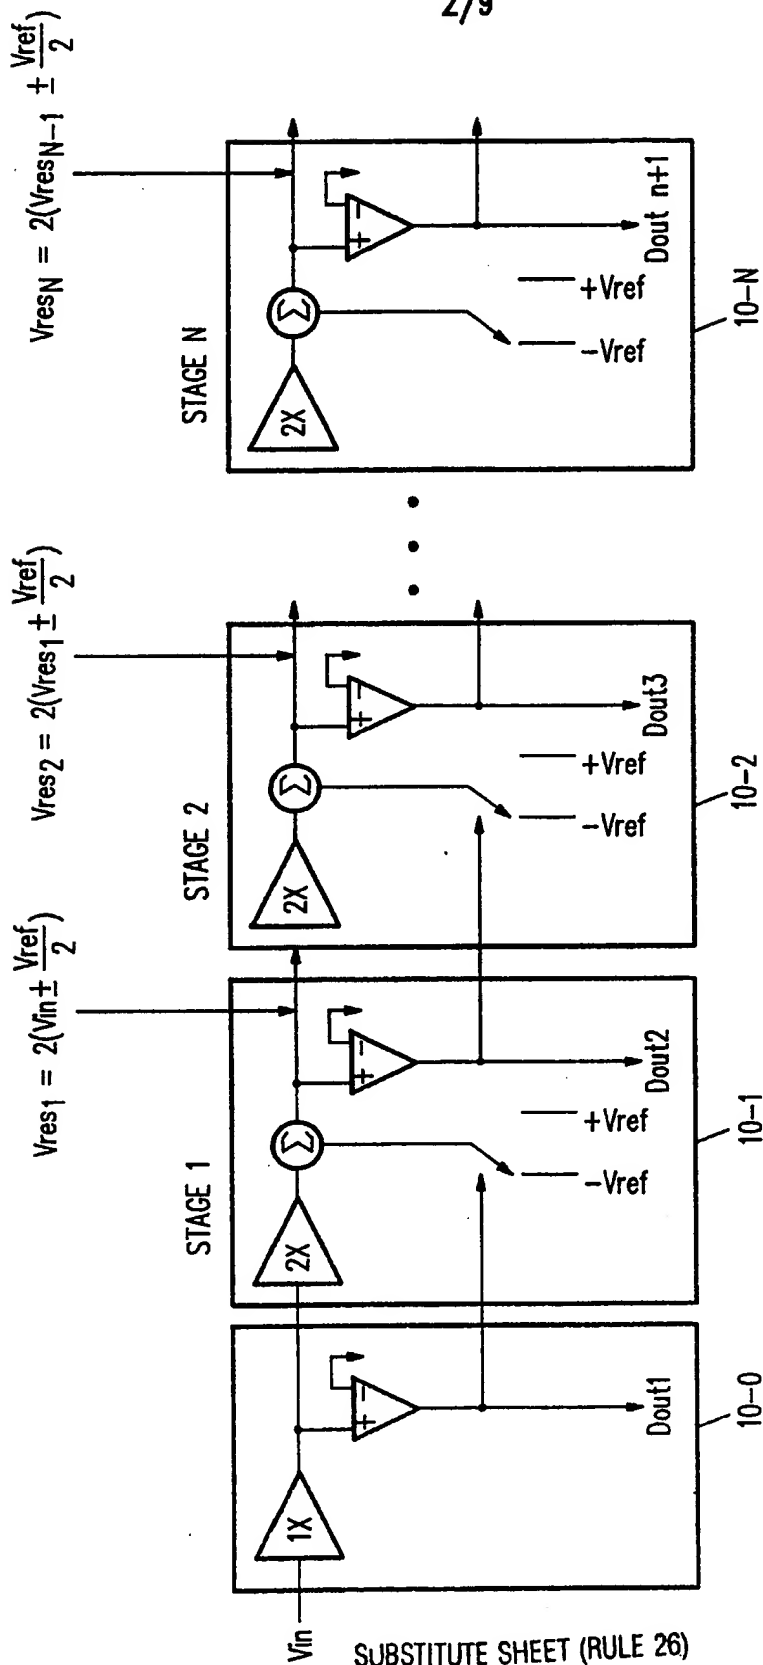 2/9
Vin
1X
Dout1
10-0
Vres1 = 2(Vin ± Vref/2)
STAGE 1
2X
Σ
+ -
Dout2
+Vref
-Vref
10-1
Vres2 = 2(Vres1 ± Vref/2)
STAGE 2
2X
Σ
+ -
Dout3
+Vref
-Vref
10-2
VresN = 2(VresN-1 ± Vref/2)
STAGE N
2X
Σ
+ -
Dout n+1
+Vref
-Vref
10-N
SUBSTITUTE SHEET (RULE 26)